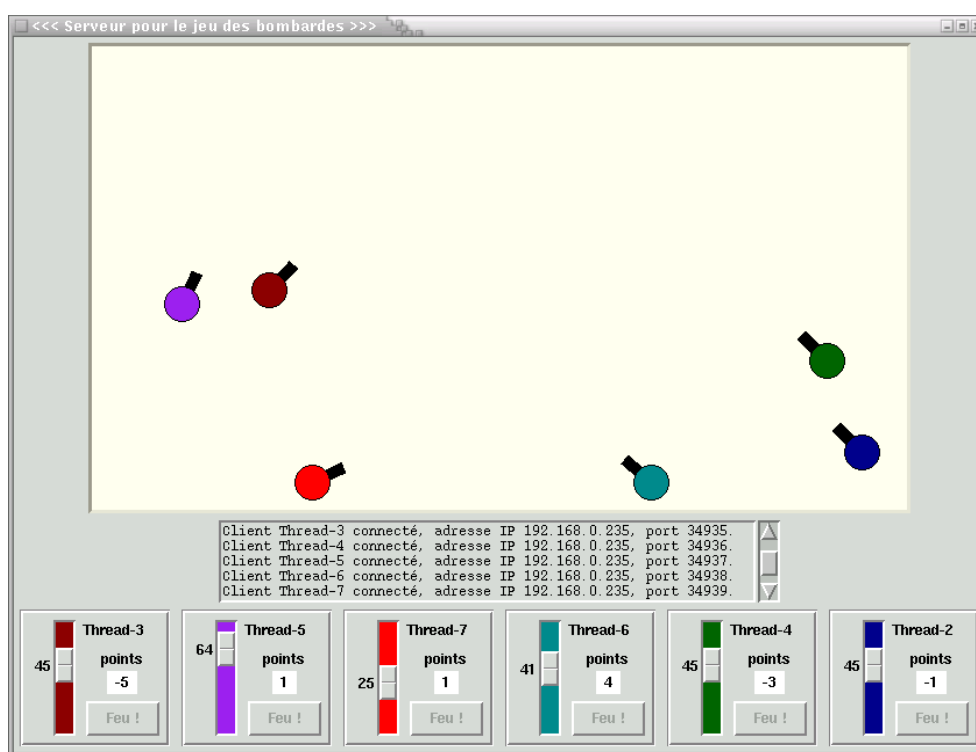 <<< Serveur pour le jeu des bombardes >>>
Client Thread-3 connecté, adresse IP 192.168.0.235, port 34935.
Client Thread-4 connecté, adresse IP 192.168.0.235, port 34936.
Client Thread-5 connecté, adresse IP 192.168.0.235, port 34937.
Client Thread-6 connecté, adresse IP 192.168.0.235, port 34938.
Client Thread-7 connecté, adresse IP 192.168.0.235, port 34939.
Thread-3
points
45
-5
Feu !
Thread-5
64
points
1
Feu !
Thread-7
points
25
1
Feu !
Thread-6
points
41
4
Feu !
Thread-4
points
45
-3
Feu !
Thread-2
points
45
-1
Feu !